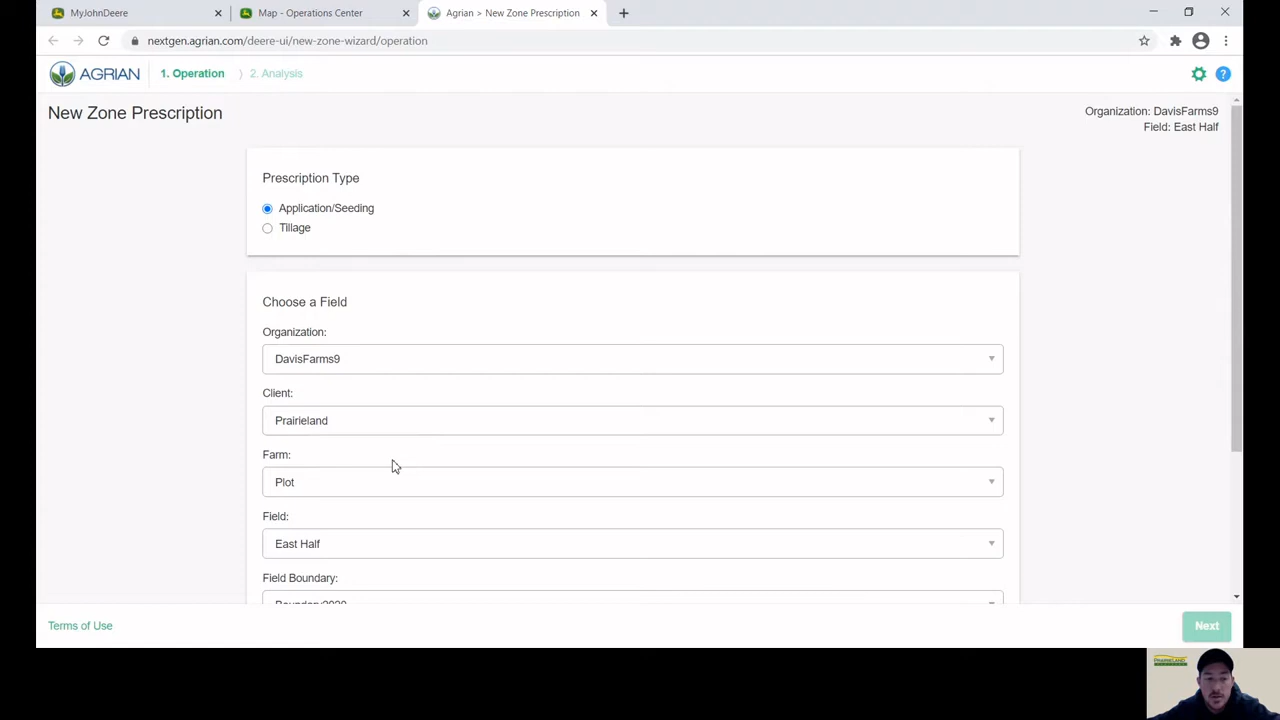 MyJohnDeere
Map - Operations Center
Agrian > New Zone Prescription
nextgen.agrian.com/deere-ui/new-zone-wizard/operation
AGRIAN
1. Operation
2. Analysis
New Zone Prescription
Organization: DavisFarms9
Field: East Half
Prescription Type
Application/Seeding
Tillage
Choose a Field
Organization:
DavisFarms9
Client:
Prairieland
Farm:
Plot
Field:
East Half
Field Boundary:
Boundary2020
Terms of Use
Next
PRAIRIELAND